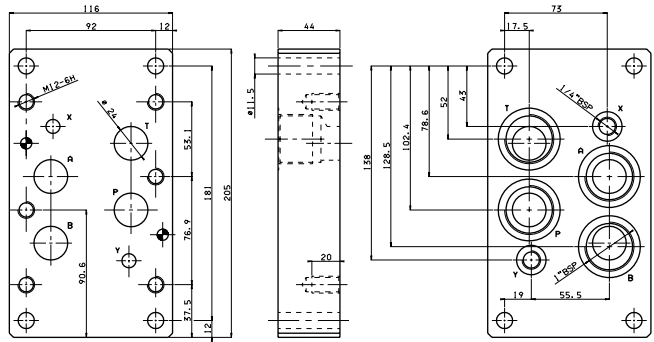 116
92
12
M12-6H
ø 24
X
T
A
P
B
Y
53.1
76.9
181
205
90.6
37.5
12
44
ø11.5
20
73
17.5
1/4"BSP
T
X
A
P
B
Y
43
52
78.6
102.4
128.5
138
1"BSP
19
55.5